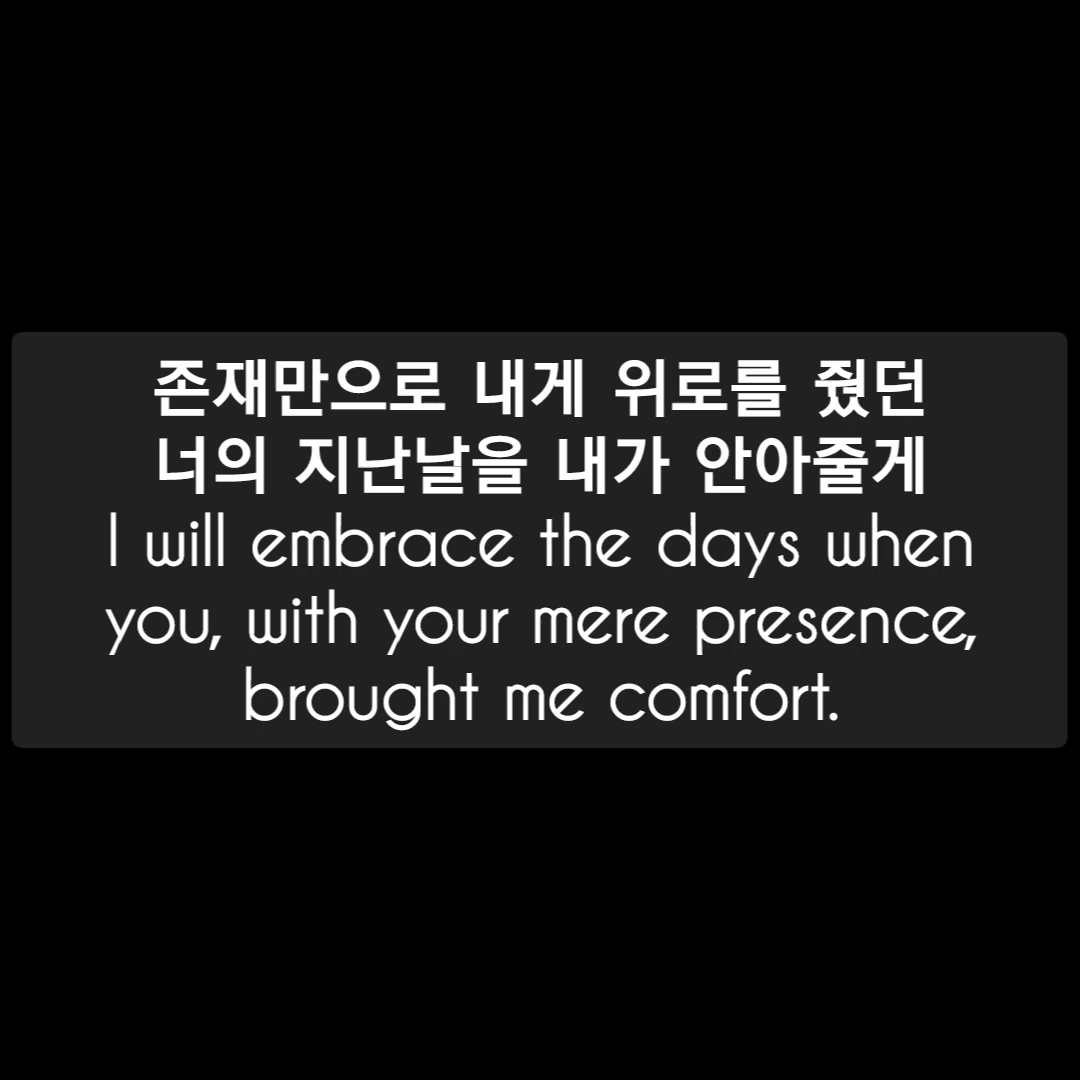 존재만으로 내게 위로를 줬던
너의 지난날을 내가 안아줄게
I will embrace the days when
you, with your mere presence,
brought me comfort.